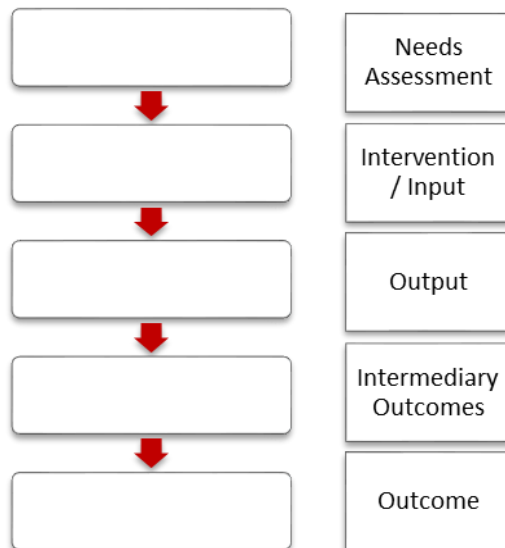 Needs
Assessment
Intervention
/ Input
Output
Intermediary
Outcomes
Outcome